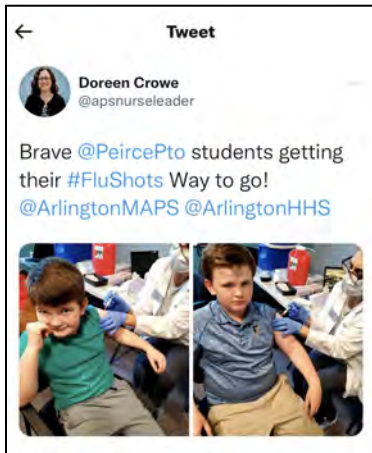 Tweet
Doreen Crowe
@apsnurseleader
Brave @PeircePto students getting
their #FluShots Way to go!
@ArlingtonMAPS @ArlingtonHHS